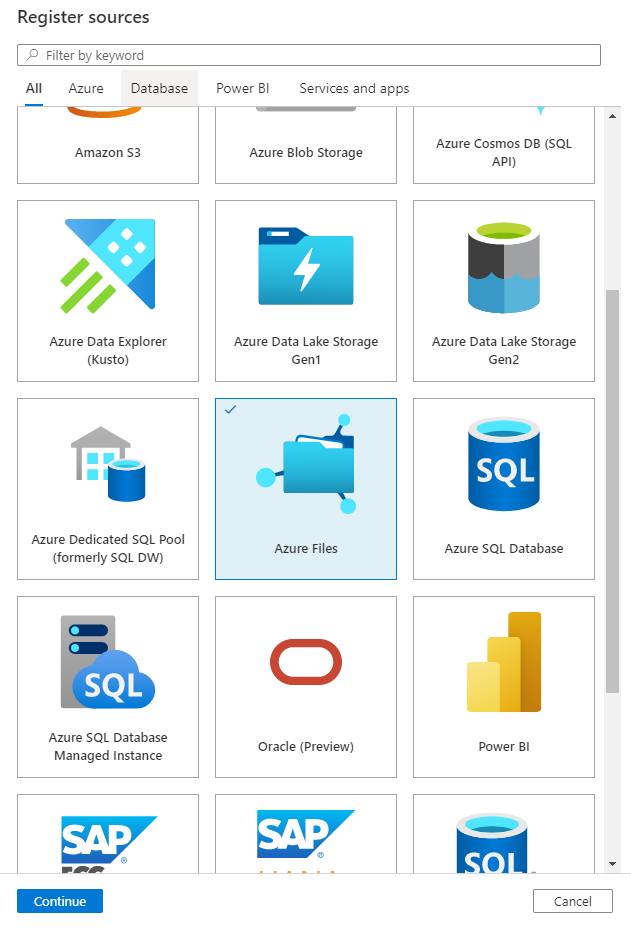 Register sources
Filter by keyword
All Azure Database Power BI Services and apps
Amazon S3
Azure Blob Storage
Azure Cosmos DB (SQL
API)
Azure Data Explorer
(Kusto)
Azure Data Lake Storage
Gen1
Azure Data Lake Storage
Gen2
Azure Dedicated SQL Pool
(formerly SQL DW)
Azure Files
SQL
Azure SQL Database
SQL
Azure SQL Database
Managed Instance
Oracle (Preview)
Power BI
SAP ®
ECC
SAP ®
HANA
SQL
Continue
Cancel